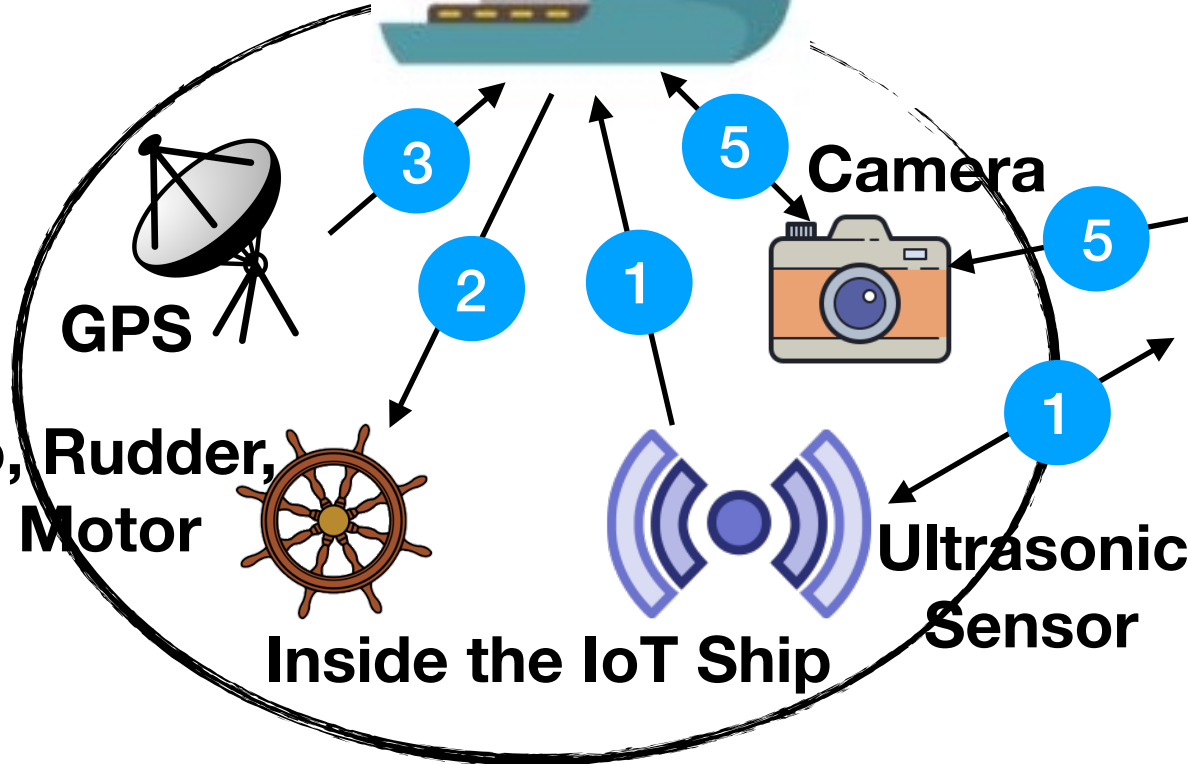 3
5
Camera
5
2
1
GPS
1
, Rudder,
Motor
Ultrasonic
Sensor
Inside the IoT Ship